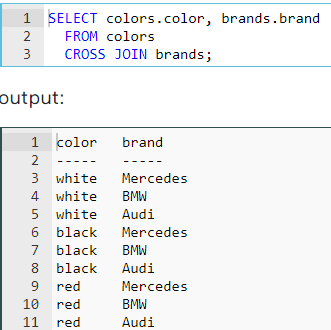 1 SELECT colors.color, brands.brand
2 FROM colors
3 CROSS JOIN brands;
output:
1 color brand
2 ----- -----
3 white Mercedes
4 white BMW
5 white Audi
6 black Mercedes
7 black BMW
8 black Audi
9 red Mercedes
10 red BMW
11 red Audi